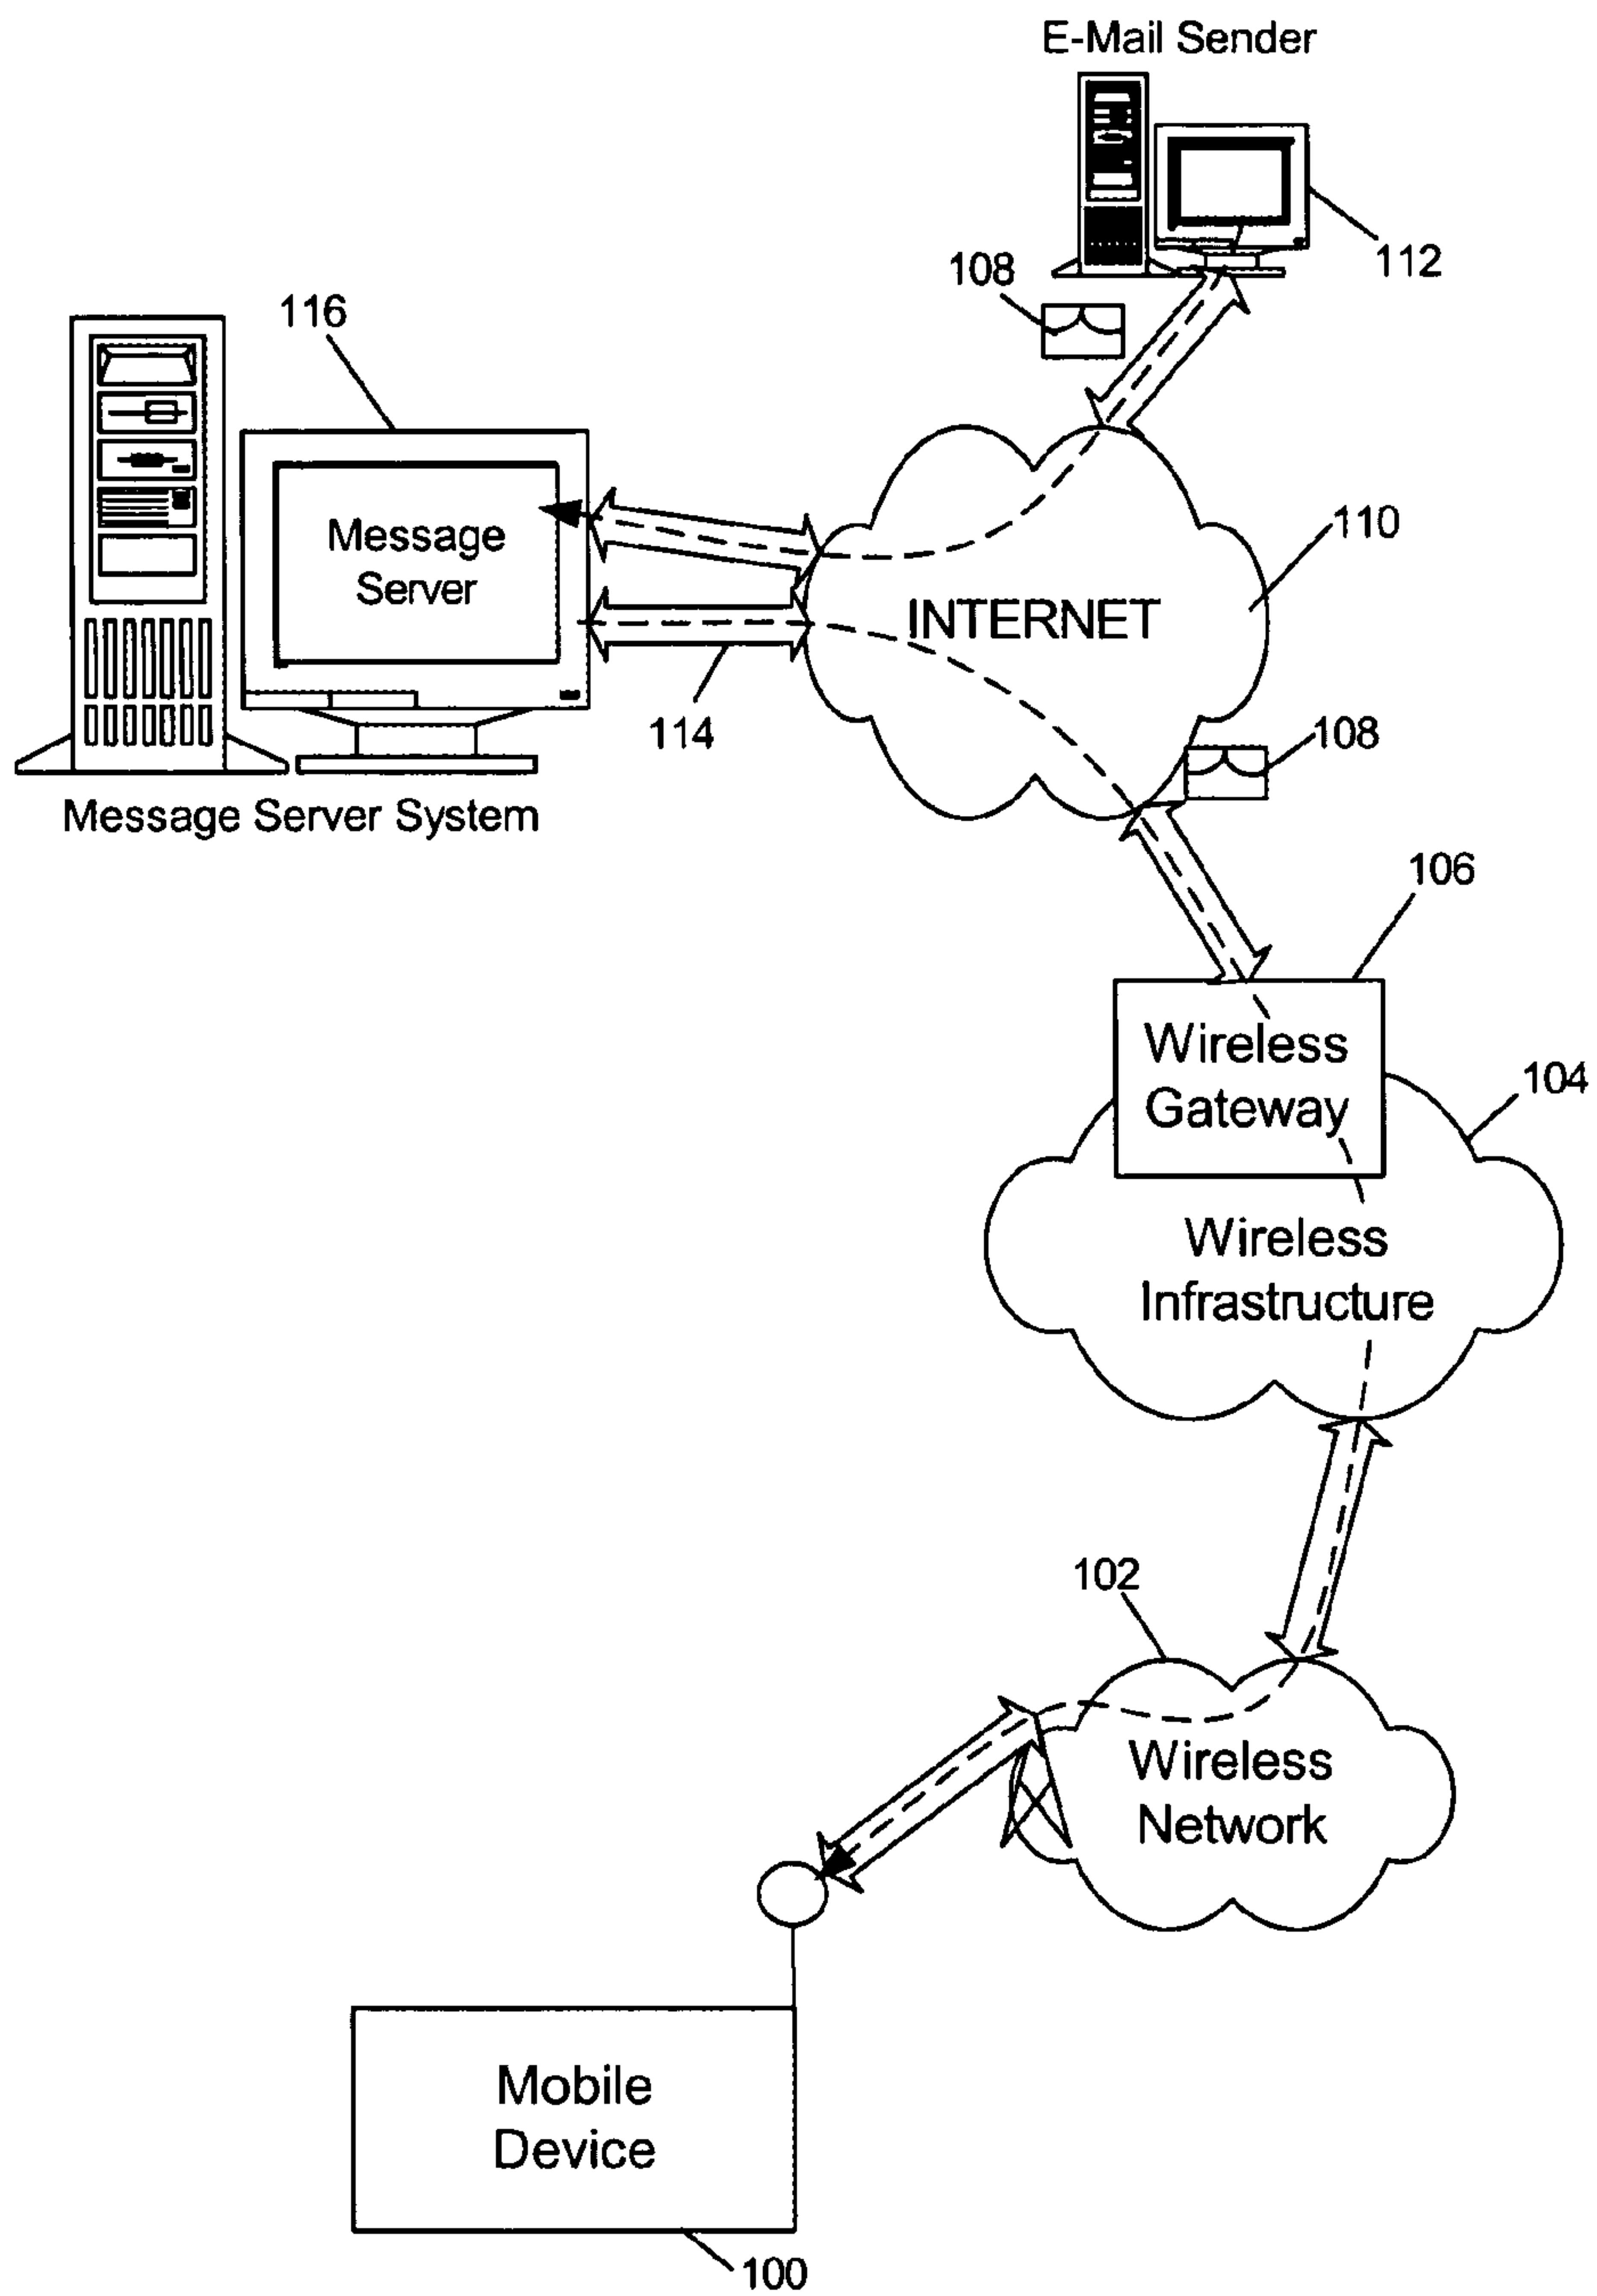 E-Mail Sender
112
108
116
Message
Server
110
INTERNET
114
108
Message Server System
106
Wireless
Gateway
104
Wireless
Infrastructure
102
Wireless
Network
Mobile
Device
100